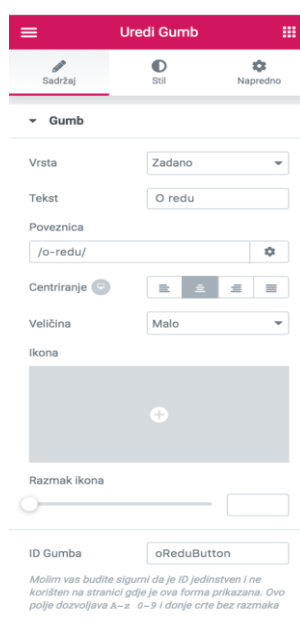 Uredi Gumb
Sadržaj Stil Napredno
Gumb
Vrsta Zadano
Tekst O redu
Poveznica
/o-redu/
Centriranje
Veličina Malo
Ikona
Razmak ikona
ID Gumba oReduButton
Molim vas budite sigurni da je ID jedinstven i ne
korišten na stranici gdje je ova forma prikazana. Ovo
polje dozvoljava A-z 0-9 i donje crte bez razmaka